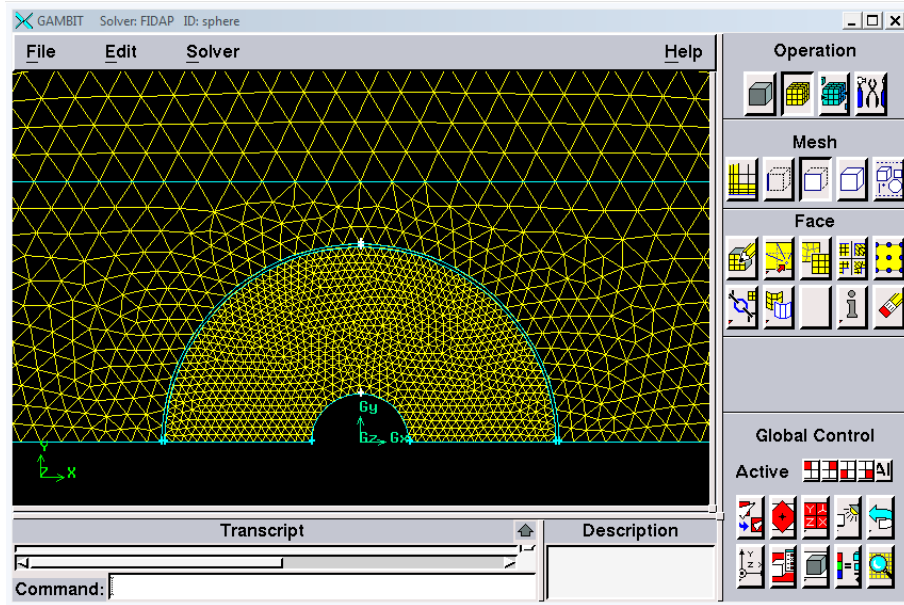 GAMBIT Solver: FIDAP ID: sphere
File Edit Solver Help
Operation
Mesh
Face
Gy
Gz Gx
Y
Z X
Global Control
Active All
Transcript
Description
Command: